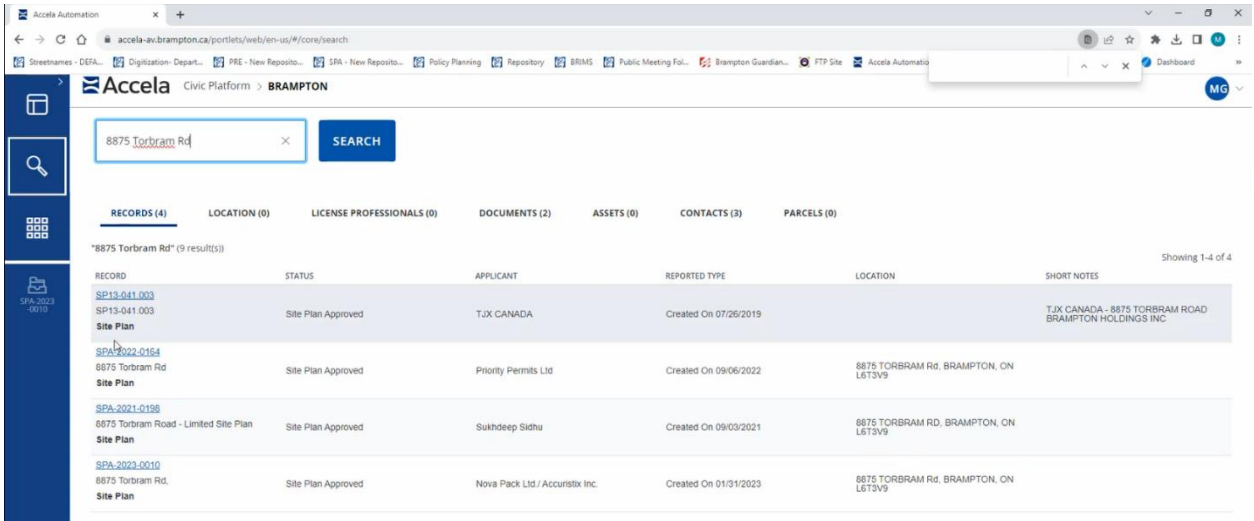 Accela Automation
accela-av.brampton.ca/portlets/web/en-us/#/core/search
Streetnames - DEFA... Digitization- Depart... PRE - New Reposito... SPA - New Reposito... Policy Planning Repository BRIMS Public Meeting Fol... Brampton Guardian... FTP Site Accela Automatio Dashboard
Accela Civic Platform > BRAMPTON
MG
8875 Torbram Rd
SEARCH
RECORDS (4) LOCATION (0) LICENSE PROFESSIONALS (0) DOCUMENTS (2) ASSETS (0) CONTACTS (3) PARCELS (0)
"8875 Torbram Rd" (9 result(s))
Showing 1-4 of 4
SPA-2023
-0010
RECORD STATUS APPLICANT REPORTED TYPE LOCATION SHORT NOTES
SP13-041.003
SP13-041.003 Site Plan Approved TJX CANADA Created On 07/26/2019 TJX CANADA - 8875 TORBRAM ROAD
BRAMPTON HOLDINGS INC
Site Plan
SPA-2022-0164
8875 Torbram Rd Site Plan Approved Priority Permits Ltd Created On 09/06/2022 8875 TORBRAM Rd, BRAMPTON, ON
L6T3V9
Site Plan
SPA-2021-0198
8875 Torbram Road - Limited Site Plan Site Plan Approved Sukhdeep Sidhu Created On 09/03/2021 8875 TORBRAM RD, BRAMPTON, ON
L6T3V9
Site Plan
SPA-2023-0010
8875 Torbram Rd, Site Plan Approved Nova Pack Ltd./ Accuristix Inc. Created On 01/31/2023 8875 TORBRAM Rd, BRAMPTON, ON
L6T3V9
Site Plan